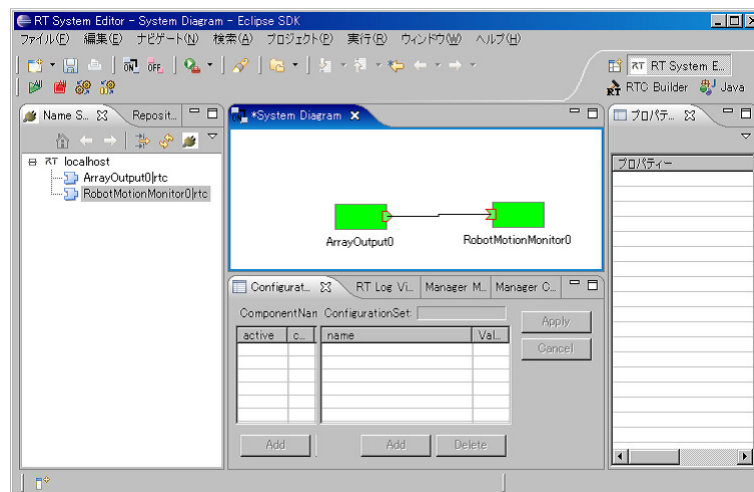 RT System Editor - System Diagram - Eclipse SDK
ファイル(F) 編集(E) ナビゲート(N) 検索(A) プロジェクト(P) 実行(R) ウィンドウ(W) ヘルプ(H)
ON OFF
RT RT System E...
RTC Builder Java
Name S... Reposit...
*System Diagram
プロパテ...
RT localhost
ArrayOutput0|rtc
RobotMotionMonitor0|rtc
プロパティー
ArrayOutput0 RobotMotionMonitor0
Configurat... RT Log Vi... Manager M... Manager C...
ComponentNan ConfigurationSet:
Apply
active c... name Val...
Cancel
Add Add Delete